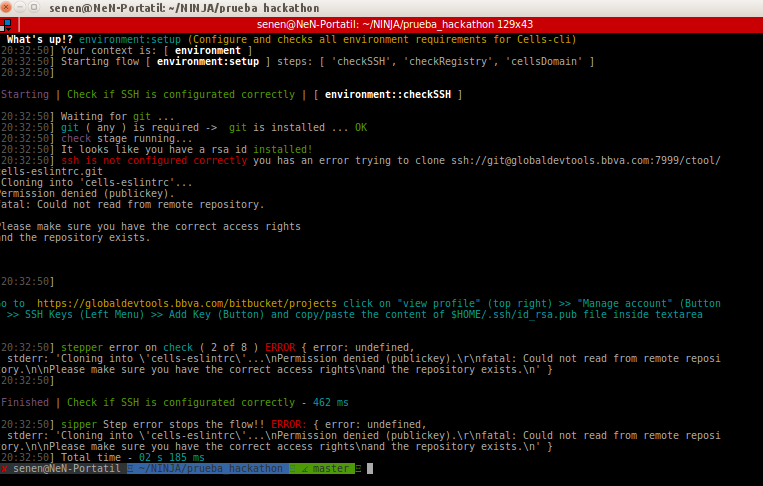 senen@NeN-Portatil: ~/NINJA/prueba_hackathon
senen@NeN-Portatil: ~/NINJA/prueba_hackathon 129x43
What's up!? environment:setup (Configure and checks all environment requirements for Cells-cli)
20:32:50] Your context is: [ environment ]
20:32:50] Starting flow [ environment:setup ] steps: [ 'checkSSH', 'checkRegistry', 'cellsDomain' ]
20:32:50]
Starting | Check if SSH is configurated correctly | [ environment::checkSSH ]
20:32:50] Waiting for git ...
20:32:50] git ( any ) is required -> git is installed ... OK
20:32:50] check stage running...
20:32:50] It looks like you have a rsa id installed!
20:32:50] ssh is not configured correctly you has an error trying to clone ssh://git@globaldevtools.bbva.com:7999/ctool/
cells-eslintrc.git
Cloning into 'cells-eslintrc'...
Permission denied (publickey).
fatal: Could not read from remote repository.
Please make sure you have the correct access rights
and the repository exists.
20:32:50]
Go to https://globaldevtools.bbva.com/bitbucket/projects click on "view profile" (top right) >> "Manage account" (Button
>> SSH Keys (Left Menu) >> Add Key (Button) and copy/paste the content of $HOME/.ssh/id_rsa.pub file inside textarea
20:32:50] stepper error on check ( 2 of 8 ) ERROR { error: undefined,
stderr: 'Cloning into \'cells-eslintrc\'...\nPermission denied (publickey).\r\nfatal: Could not read from remote reposi
ory.\n\nPlease make sure you have the correct access rights\nand the repository exists.\n' }
20:32:50]
Finished | Check if SSH is configurated correctly - 462 ms
20:32:50] sipper Step error stops the flow!! ERROR: { error: undefined,
stderr: 'Cloning into \'cells-eslintrc\'...\nPermission denied (publickey).\r\nfatal: Could not read from remote reposi
ory.\n\nPlease make sure you have the correct access rights\nand the repository exists.\n' }
20:32:50] Total time - 02 s 185 ms
✘ senen@NeN-Portatil ~/NINJA/prueba_hackathon master